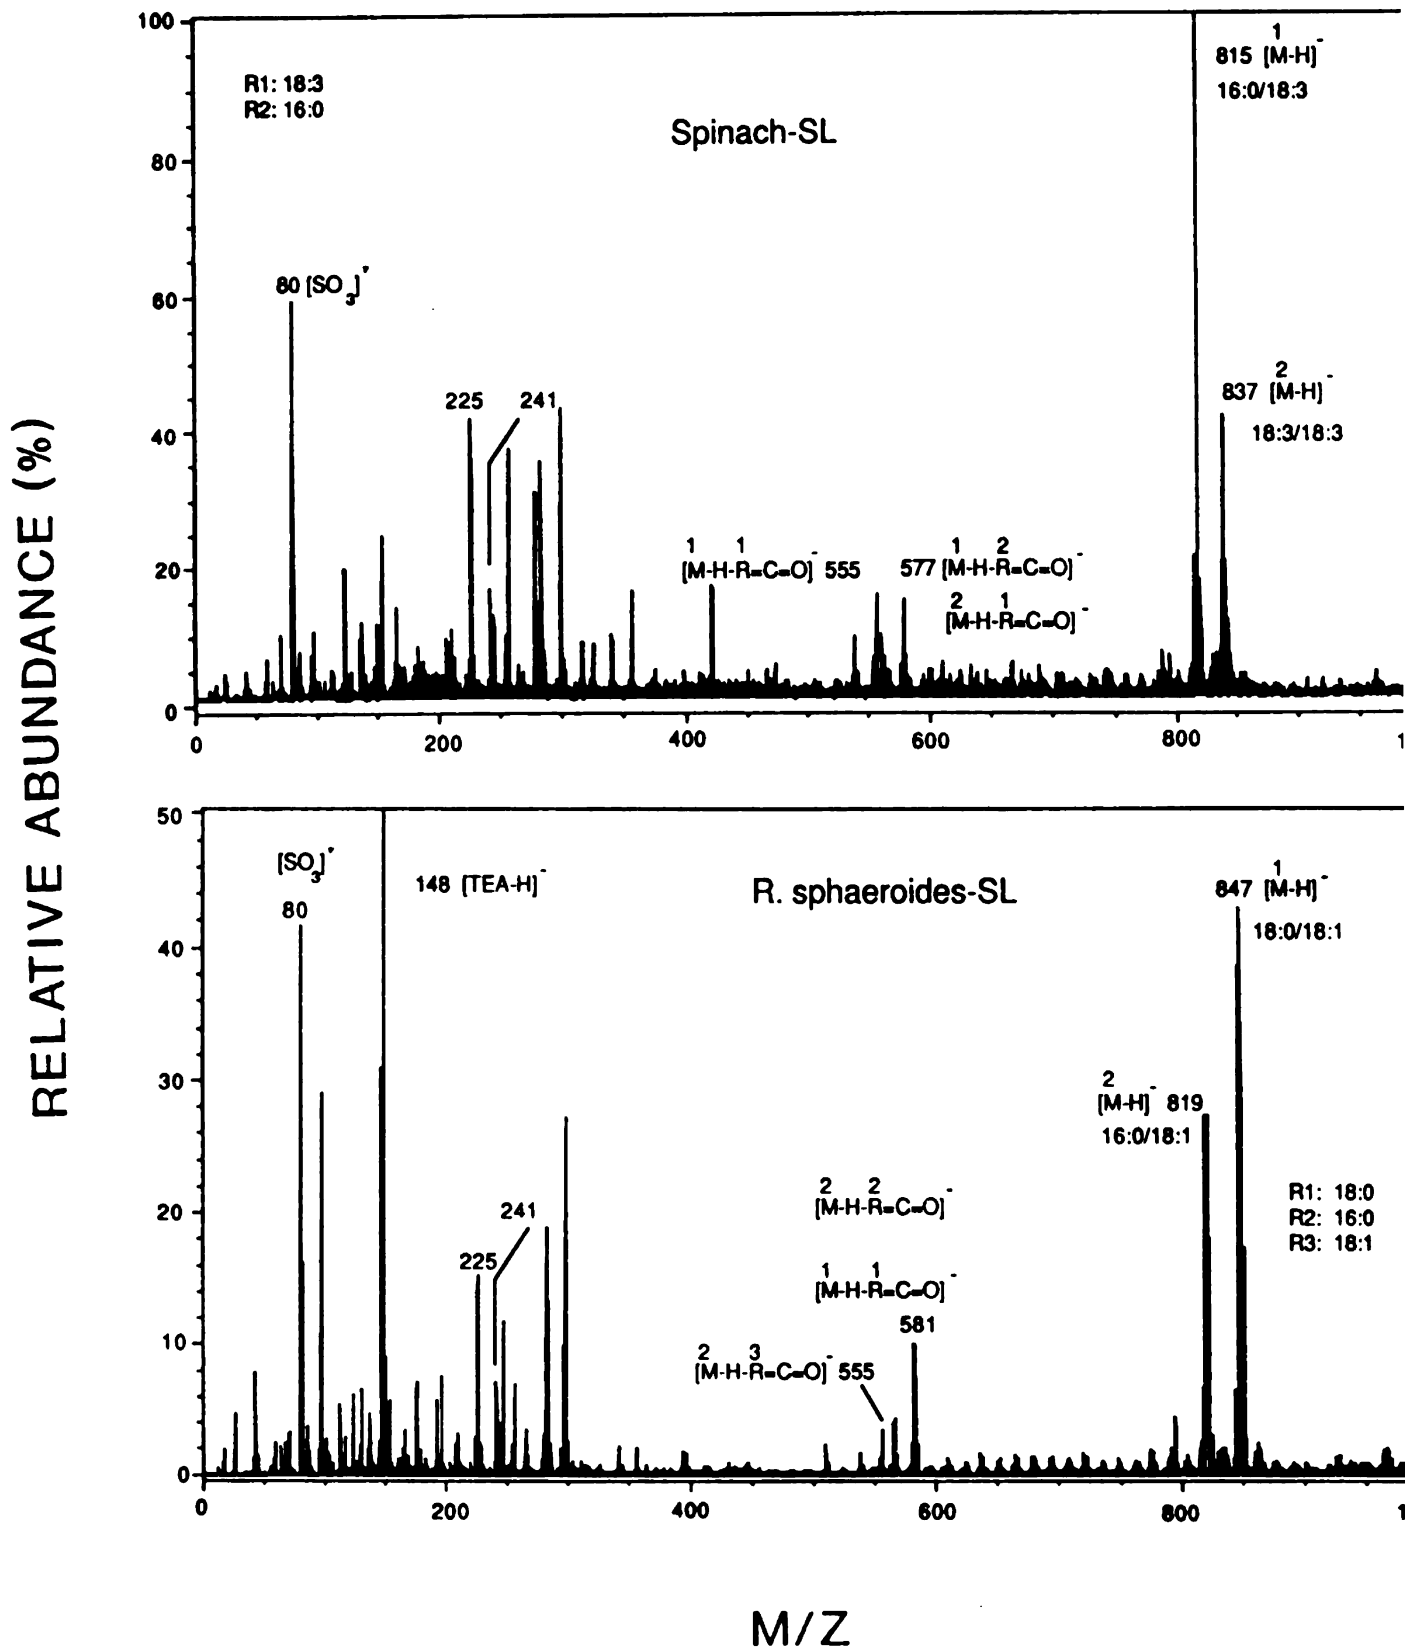 RELATIVE ABUNDANCE (%)
100
80
60
40
20
0
R1: 18:3
R2: 16:0
Spinach-SL
1
815 [M-H]-
16:0/18:3
80 [SO3]-
225
241
2
837 [M-H]-
18:3/18:3
1 1
[M-H-R=C=O]- 555
1 2
577 [M-H-R=C=O]-
2 1
[M-H-R=C=O]-
0
200
400
600
800
1
50
40
30
20
10
0
[SO3]-
80
148 [TEA-H]-
R. sphaeroides-SL
1
847 [M-H]-
18:0/18:1
2
[M-H]- 819
16:0/18:1
R1: 18:0
R2: 16:0
R3: 18:1
225
241
2 2
[M-H-R=C=O]-
1 1
[M-H-R=C=O]-
581
2 3
[M-H-R=C=O]- 555
0
200
400
600
800
1
M/Z